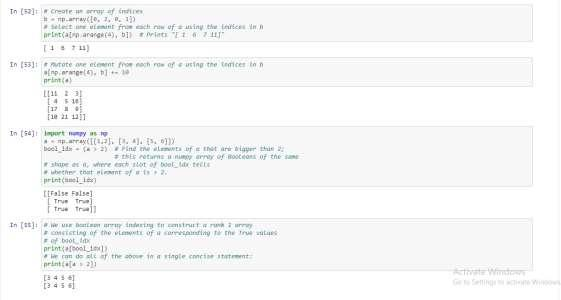 In [52]: # Create an array of indices
b = np.array([0, 2, 0, 1])
# Select one element from each row of a using the indices in b
print(a[np.arange(4), b]) # Prints "[ 1 6 7 11]"
[ 1 6 7 11]
In [53]: # Mutate one element from each row of a using the indices in b
a[np.arange(4), b] += 10
print(a)
[[11 2 3]
[ 4 5 16]
[17 8 9]
[10 21 12]]
In [54]: import numpy as np
a = np.array([[1,2], [3, 4], [5, 6]])
bool_idx = (a > 2) # Find the elements of a that are bigger than 2;
# this returns a numpy array of Booleans of the same
# shape as a, where each slot of bool_idx tells
# whether that element of a is > 2.
print(bool_idx)
[[False False]
[ True True]
[ True True]]
In [55]: # We use boolean array indexing to construct a rank 1 array
# consisting of the elements of a corresponding to the True values
# of bool_idx
print(a[bool_idx])
# We can do all of the above in a single concise statement:
print(a[a > 2])
[3 4 5 6]
[3 4 5 6]
Activate Windows
Go to Settings to activate Windows.